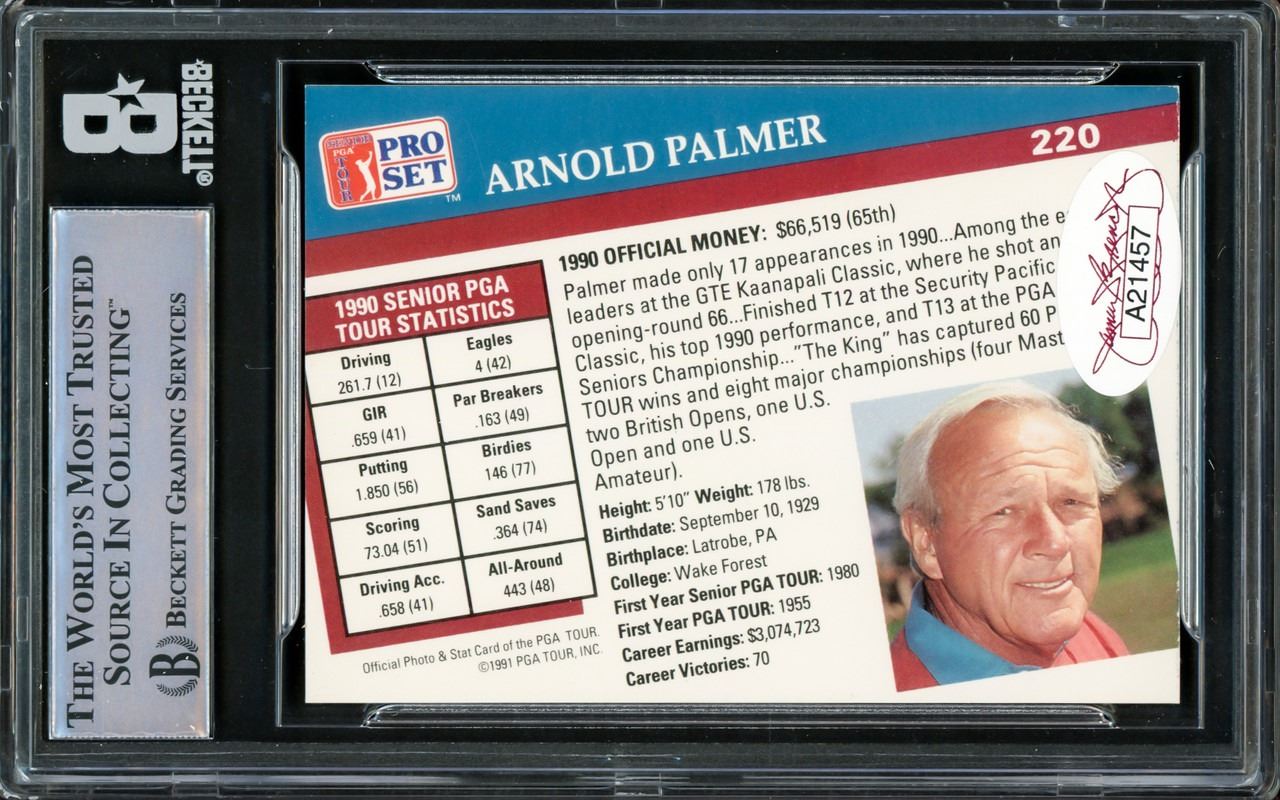 BECKETT®
B
THE WORLD'S MOST TRUSTED
SOURCE IN COLLECTING™
B BECKETT GRADING SERVICES
SENIOR
PGA
TOUR
PRO
SET
™
ARNOLD PALMER
220
1990 SENIOR PGA
TOUR STATISTICS
Driving
261.7 (12)
Eagles
4 (42)
GIR
.659 (41)
Par Breakers
.163 (49)
Putting
1.850 (56)
Birdies
146 (77)
Scoring
73.04 (51)
Sand Saves
.364 (74)
Driving Acc.
.658 (41)
All-Around
443 (48)
Official Photo & Stat Card of the PGA TOUR.
©1991 PGA TOUR, INC.
1990 OFFICIAL MONEY: $66,519 (65th)
Palmer made only 17 appearances in 1990...Among the
leaders at the GTE Kaanapali Classic, where he shot an
opening-round 66...Finished T12 at the Security Pacific
Classic, his top 1990 performance, and T13 at the PGA
Seniors Championship..."The King" has captured 60 P
TOUR wins and eight major championships (four Mast
two British Opens, one U.S.
Open and one U.S.
Amateur).
Height: 5'10" Weight: 178 lbs.
Birthdate: September 10, 1929
Birthplace: Latrobe, PA
College: Wake Forest
First Year Senior PGA TOUR: 1980
First Year PGA TOUR: 1955
Career Earnings: $3,074,723
Career Victories: 70
A21457